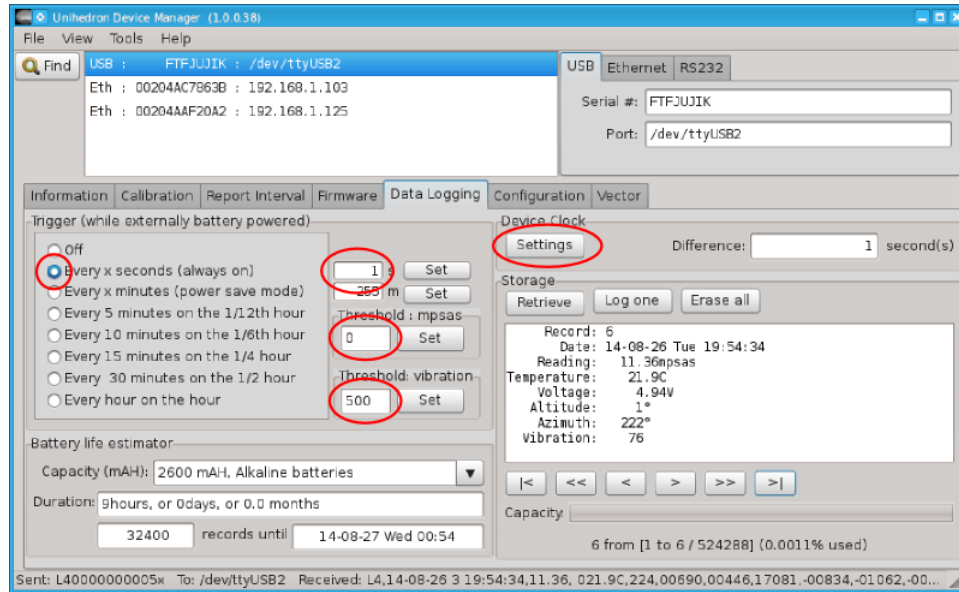 Unihedron Device Manager (1.0.0.38)
File View Tools Help
Find
USB : FTFJUJIK : /dev/ttyUSB2
Eth : 00204AC7863B : 192.168.1.103
Eth : 00204AAF20A2 : 192.168.1.125
USB Ethernet RS232
Serial #: FTFJUJIK
Port: /dev/ttyUSB2
Information Calibration Report Interval Firmware Data Logging Configuration Vector
Trigger (while externally battery powered)
Off
Every x seconds (always on) 1 s Set
Every x minutes (power save mode) 255 m Set
Every 5 minutes on the 1/12th hour
Every 10 minutes on the 1/6th hour
Every 15 minutes on the 1/4 hour
Every 30 minutes on the 1/2 hour
Every hour on the hour
Threshold : mpsas
0 Set
Threshold: vibration
500 Set
Battery life estimator
Capacity (mAH): 2600 mAH, Alkaline batteries
Duration: 9hours, or 0days, or 0.0 months
32400 records until 14-08-27 Wed 00:54
Device Clock
Settings Difference: 1 second(s)
Storage
Retrieve Log one Erase all
Record: 6
Date: 14-08-26 Tue 19:54:34
Reading: 11.36mpsas
Temperature: 21.9C
Voltage: 4.94V
Altitude: 1°
Azimuth: 222°
Vibration: 76
|< << < > >> >|
Capacity:
6 from [1 to 6 / 524288] (0.0011% used)
Sent: L40000000005x To: /dev/ttyUSB2 Received: L4,14-08-26 3 19:54:34,11.36, 021.9C,224,00690,00446,17081,-00834,-01062,-00...